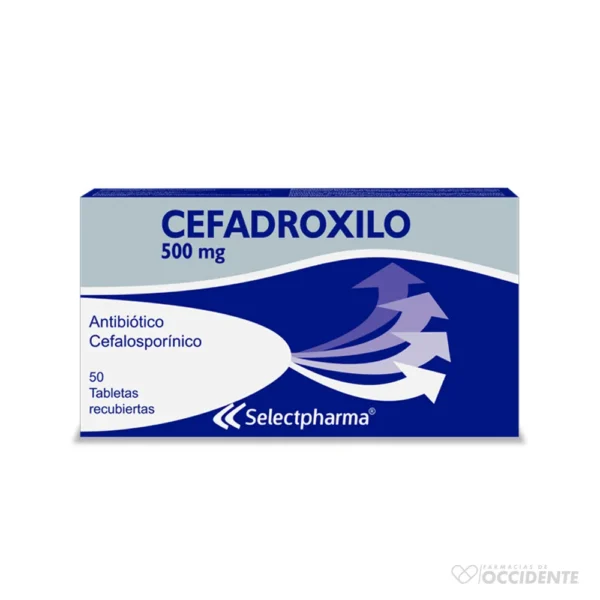 CEFADROXILO
500 mg
Antibiótico
Cefalosporínico
50
Tabletas
recubiertas
Selectpharma®
FARMACIAS DE
OCCIDENTE